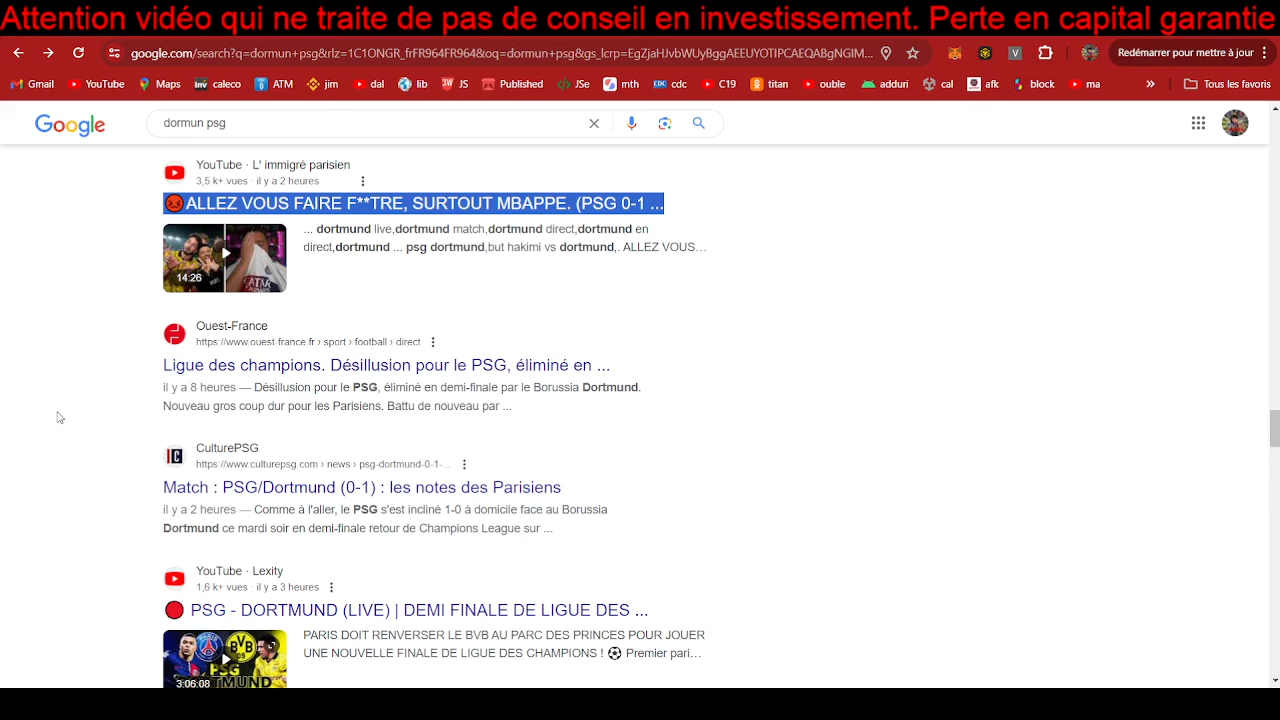 Attention vidéo qui ne traite de pas de conseil en investissement. Perte en capital garantie
google.com/search?q=dormun+psg&rlz=1C1ONGR_frFR964FR964&oq=dormun+psg&gs_lcrp=EgZjaHJvbWUyBggAEEUYOTIPCAEQABgNGIM...
Redémarrer pour mettre à jour
Gmail YouTube Maps inv caleco ATM jim dal lib JS Published JSe mth cdc C19 titan ouble adduri cal afk block ma » Tous les favoris
Google dormun psg
YouTube · L' immigré parisien
3,5 k+ vues · il y a 2 heures
😡ALLEZ VOUS FAIRE F**TRE, SURTOUT MBAPPE. (PSG 0-1 ...
... dortmund live,dortmund match,dortmund direct,dortmund en
direct,dortmund ... psg dortmund,but hakimi vs dortmund,. ALLEZ VOUS...
14:26
Ouest-France
https://www.ouest-france.fr › sport › football › direct
Ligue des champions. Désillusion pour le PSG, éliminé en ...
il y a 8 heures — Désillusion pour le PSG, éliminé en demi-finale par le Borussia Dortmund.
Nouveau gros coup dur pour les Parisiens. Battu de nouveau par ...
CulturePSG
https://www.culturepsg.com › news › psg-dortmund-0-1-...
Match : PSG/Dortmund (0-1) : les notes des Parisiens
il y a 2 heures — Comme à l'aller, le PSG s'est incliné 1-0 à domicile face au Borussia
Dortmund ce mardi soir en demi-finale retour de Champions League sur ...
YouTube · Lexity
1,6 k+ vues · il y a 3 heures
🔴 PSG - DORTMUND (LIVE) | DEMI FINALE DE LIGUE DES ...
PARIS DOIT RENVERSER LE BVB AU PARC DES PRINCES POUR JOUER
UNE NOUVELLE FINALE DE LIGUE DES CHAMPIONS ! ⚽ Premier pari...
BVB
09
PSG
DORTMUND
3:06:08